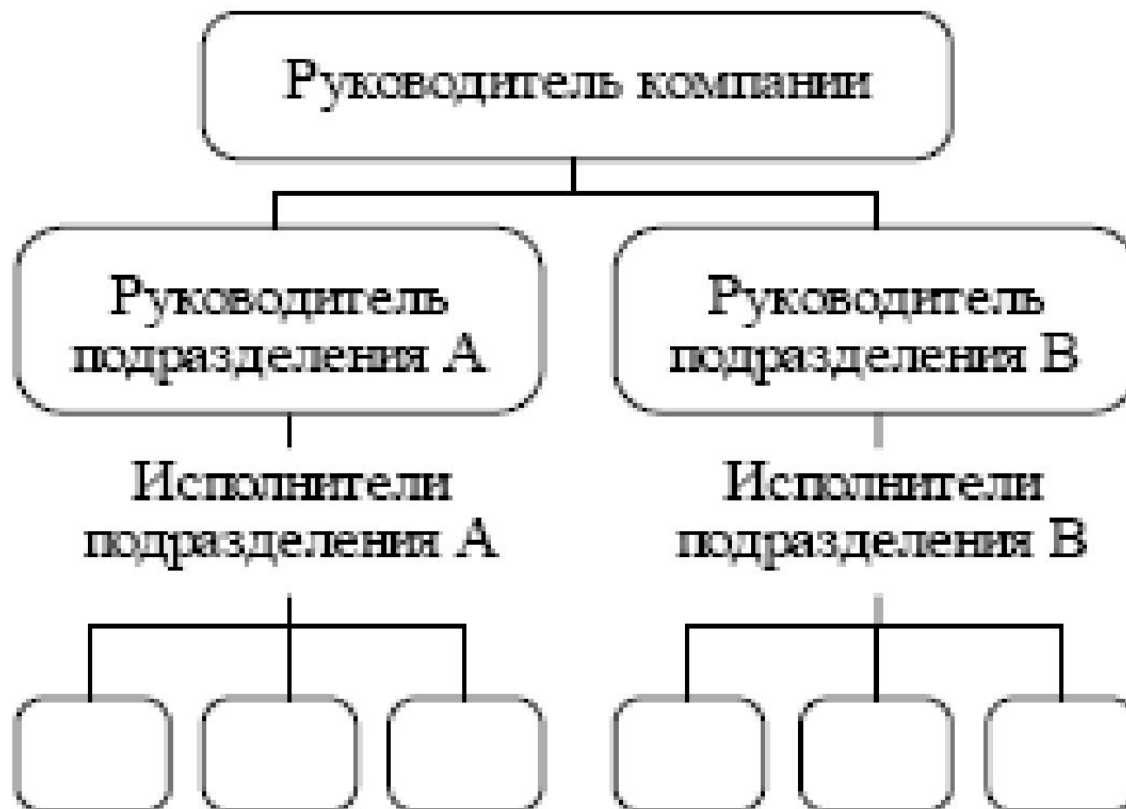 Руководитель компании
Руководитель
подразделения А
Руководитель
подразделения В
Исполнители
подразделения А
Исполнители
подразделения В